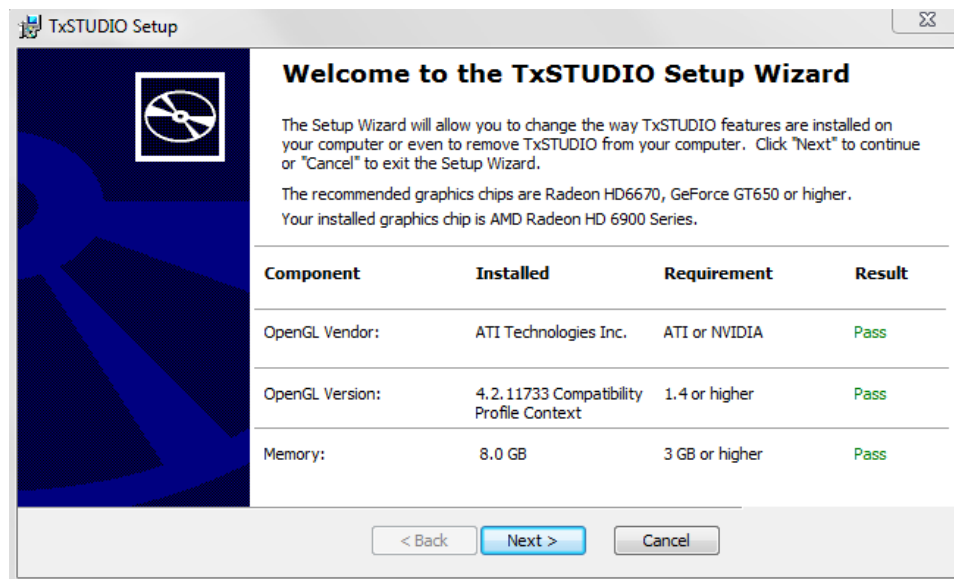 TxSTUDIO Setup
Welcome to the TxSTUDIO Setup Wizard
The Setup Wizard will allow you to change the way TxSTUDIO features are installed on
your computer or even to remove TxSTUDIO from your computer. Click "Next" to continue
or "Cancel" to exit the Setup Wizard.
The recommended graphics chips are Radeon HD6670, GeForce GT650 or higher.
Your installed graphics chip is AMD Radeon HD 6900 Series.
Component Installed Requirement Result
OpenGL Vendor: ATI Technologies Inc. ATI or NVIDIA Pass
OpenGL Version: 4.2.11733 Compatibility 1.4 or higher Pass
Profile Context
Memory: 8.0 GB 3 GB or higher Pass
< Back Next > Cancel